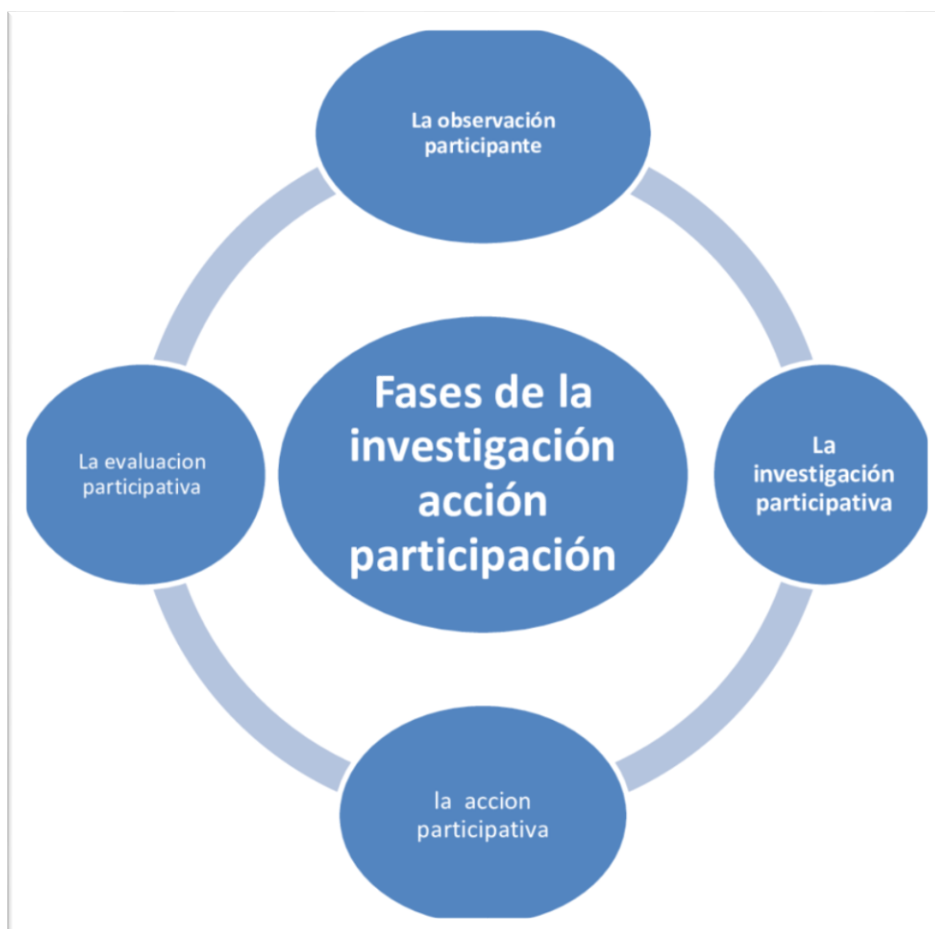 La observación
participante
Fases de la
investigación
acción
participación
La
investigación
participativa
la  accion
participativa
La evaluacion
participativa